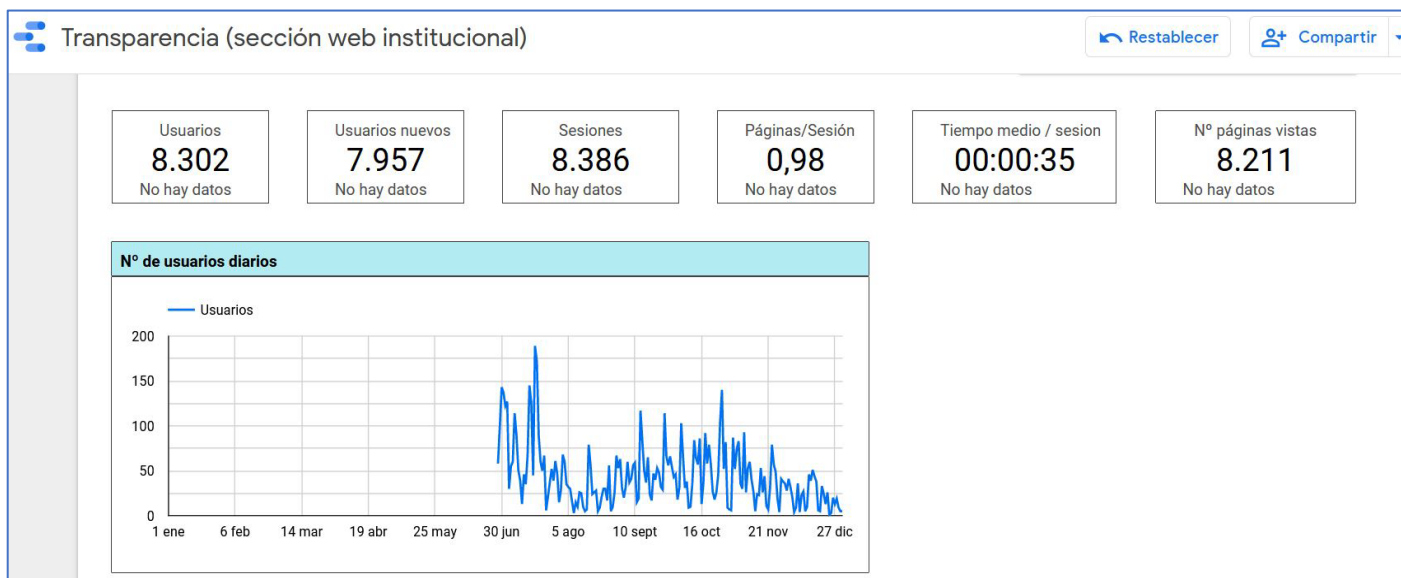 Transparencia (sección web institucional)
Restablecer
Compartir
Usuarios
8.302
No hay datos
Usuarios nuevos
7.957
No hay datos
Sesiones
8.386
No hay datos
Páginas/Sesión
0,98
No hay datos
Tiempo medio / sesion
00:00:35
No hay datos
Nº páginas vistas
8.211
No hay datos
Nº de usuarios diarios
Usuarios
200
150
100
50
0
1 ene 6 feb 14 mar 19 abr 25 may 30 jun 5 ago 10 sept 16 oct 21 nov 27 dic